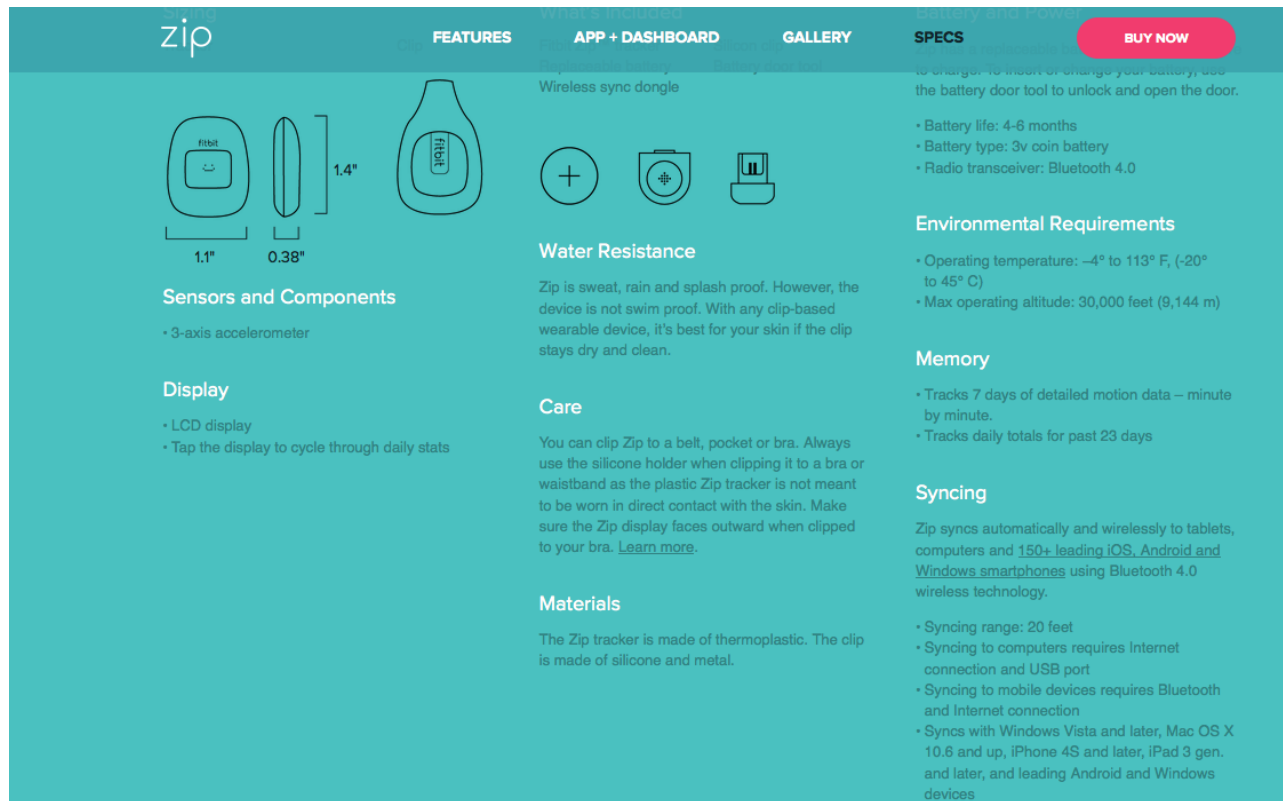 Sizing
What's Included
Battery and Power
zip
FEATURES
APP + DASHBOARD
GALLERY
SPECS
BUY NOW
Wireless sync dongle
to charge. To insert or change your battery, use
the battery door tool to unlock and open the door.
• Battery life: 4-6 months
• Battery type: 3v coin battery
• Radio transceiver: Bluetooth 4.0
fitbit
fitbit
1.4"
1.1"
0.38"
Sensors and Components
• 3-axis accelerometer
Display
• LCD display
• Tap the display to cycle through daily stats
Water Resistance
Zip is sweat, rain and splash proof. However, the
device is not swim proof. With any clip-based
wearable device, it's best for your skin if the clip
stays dry and clean.
Care
You can clip Zip to a belt, pocket or bra. Always
use the silicone holder when clipping it to a bra or
waistband as the plastic Zip tracker is not meant
to be worn in direct contact with the skin. Make
sure the Zip display faces outward when clipped
to your bra. Learn more.
Materials
The Zip tracker is made of thermoplastic. The clip
is made of silicone and metal.
Environmental Requirements
• Operating temperature: –4° to 113° F, (-20°
to 45° C)
• Max operating altitude: 30,000 feet (9,144 m)
Memory
• Tracks 7 days of detailed motion data – minute
by minute.
• Tracks daily totals for past 23 days
Syncing
Zip syncs automatically and wirelessly to tablets,
computers and 150+ leading iOS, Android and
Windows smartphones using Bluetooth 4.0
wireless technology.
• Syncing range: 20 feet
• Syncing to computers requires Internet
connection and USB port
• Syncing to mobile devices requires Bluetooth
and Internet connection
• Syncs with Windows Vista and later, Mac OS X
10.6 and up, iPhone 4S and later, iPad 3 gen.
and later, and leading Android and Windows
devices